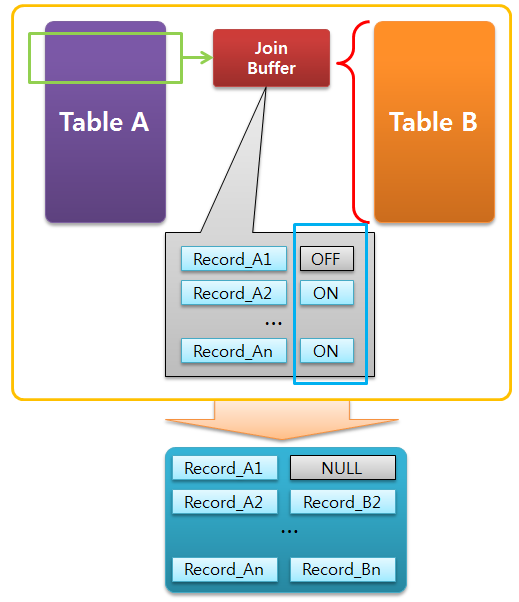 Table A
Join
Buffer
Table B
Record_A1 OFF
Record_A2 ON
...
Record_An ON
Record_A1 NULL
Record_A2 Record_B2
...
Record_An Record_Bn